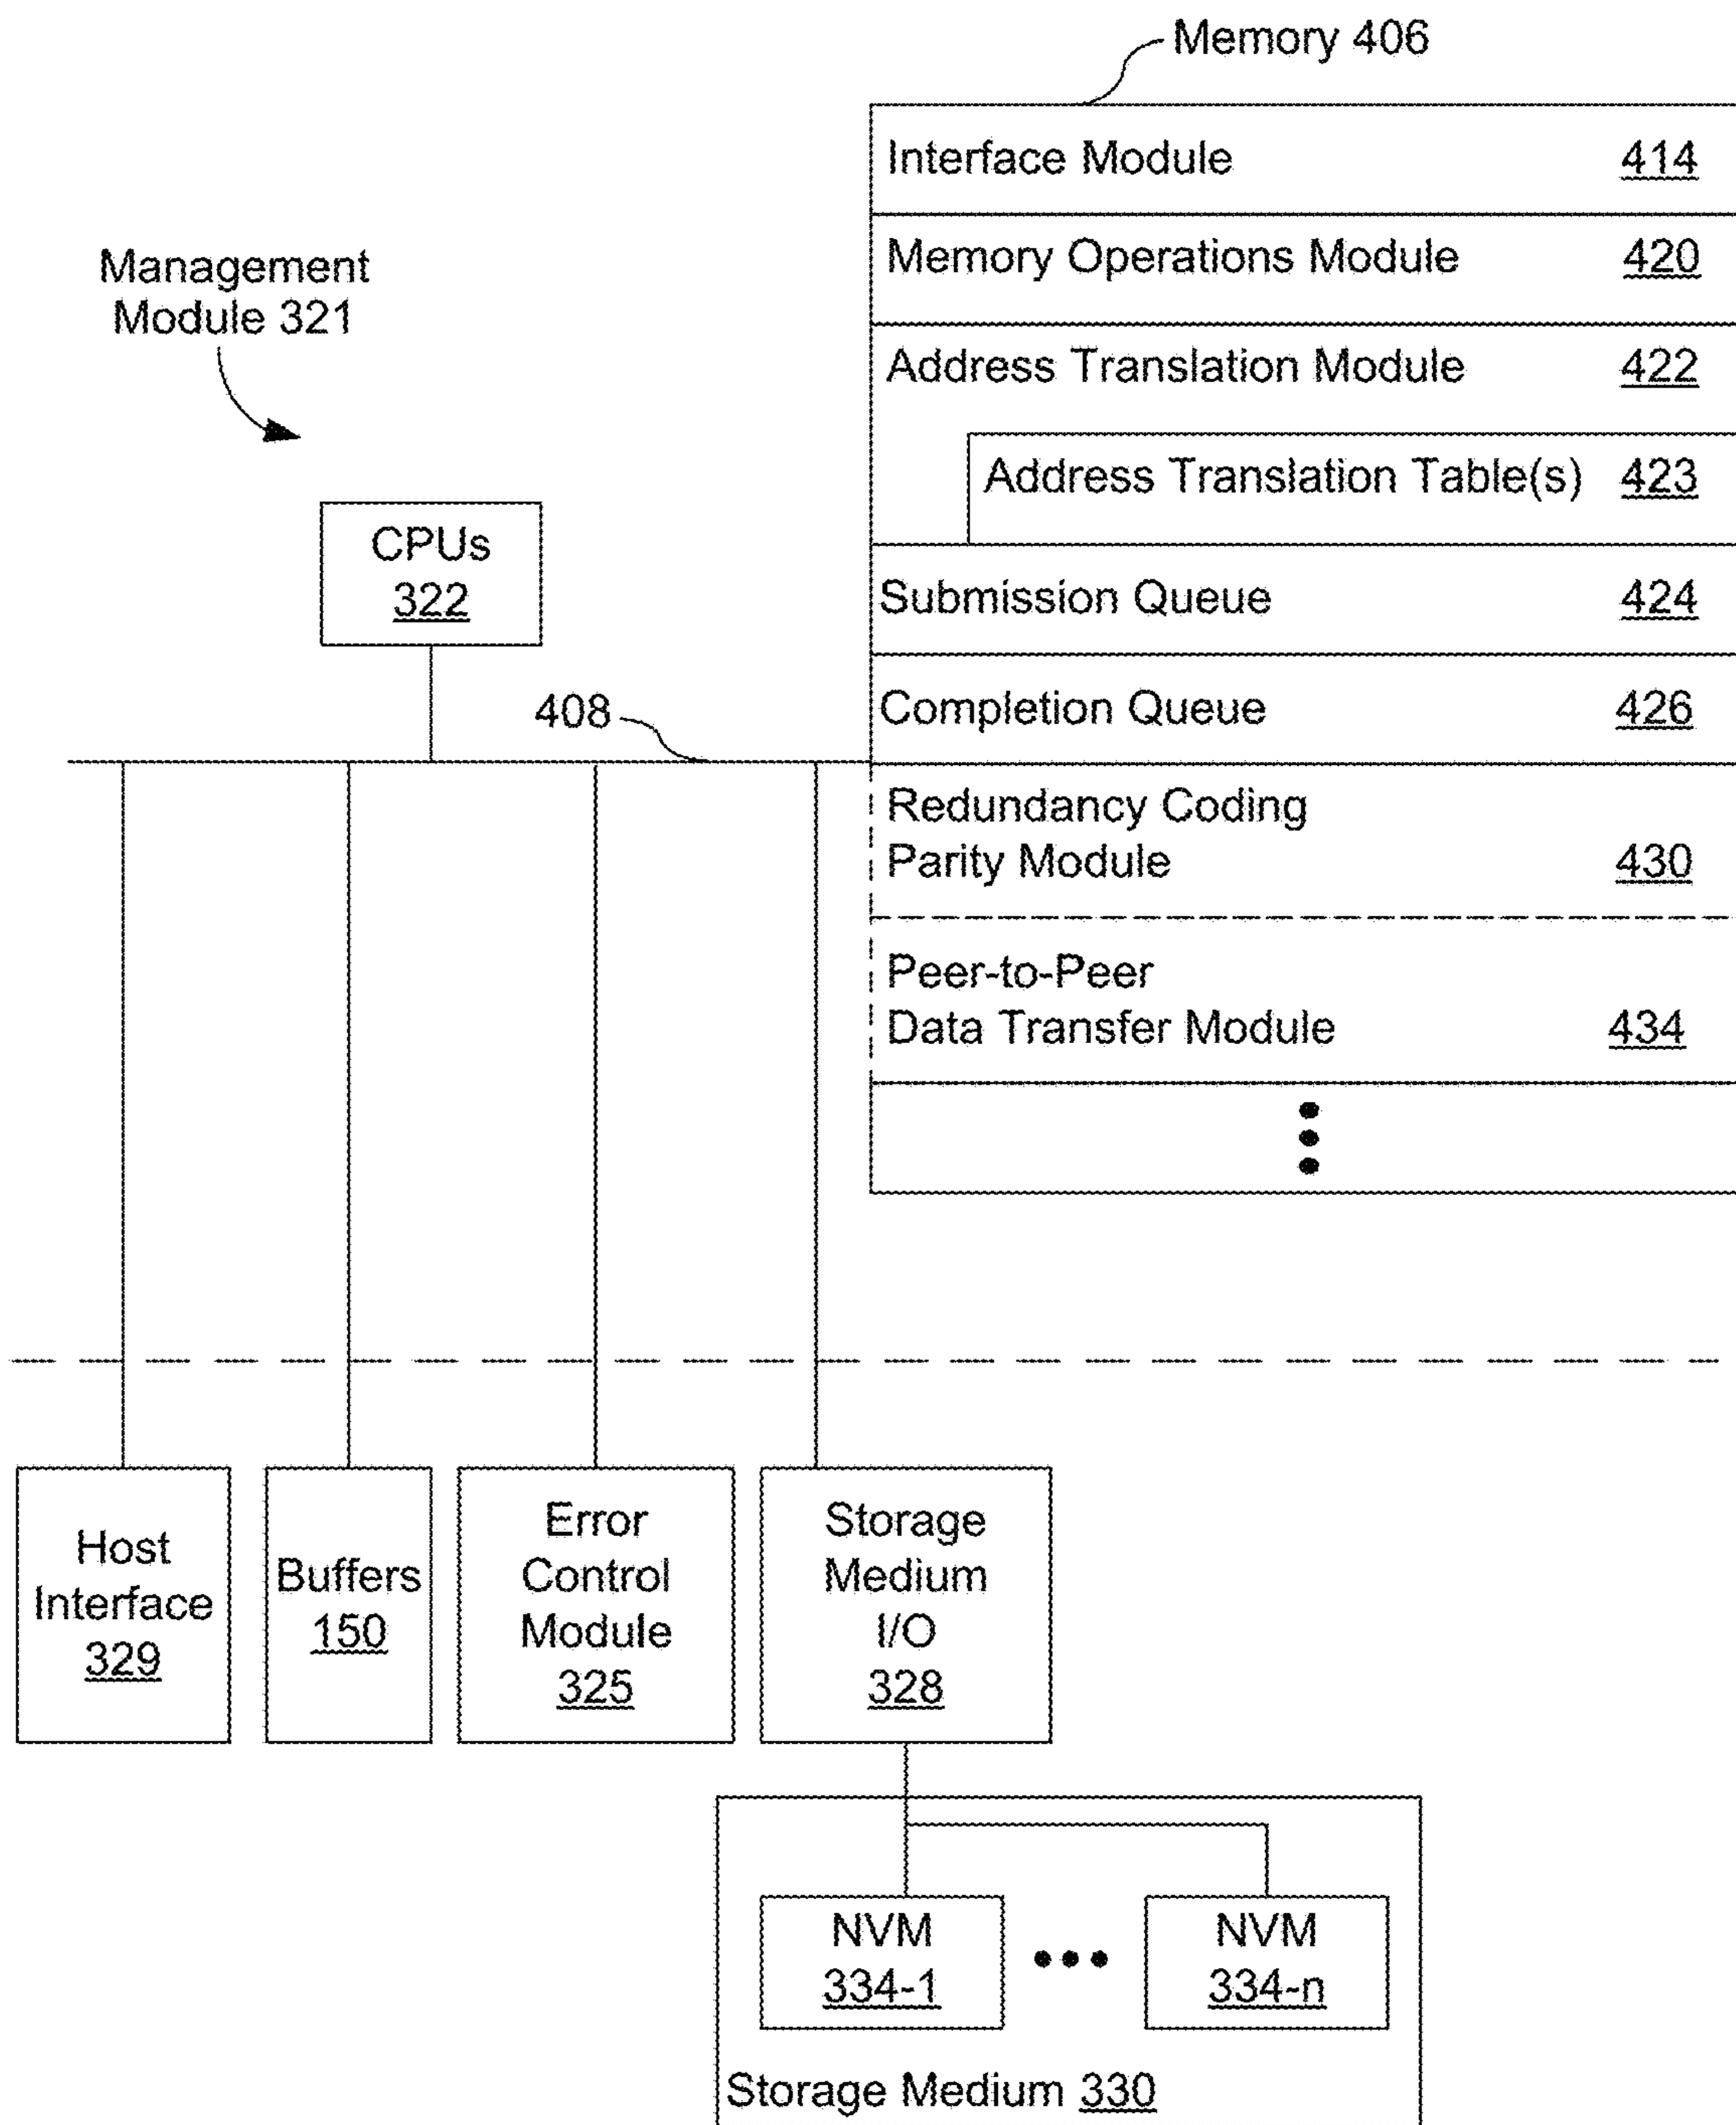 Memory 406
Interface Module 414
Memory Operations Module 420
Management
Module 321
Address Translation Module 422
Address Translation Table(s) 423
CPUs
322
Submission Queue 424
408
Completion Queue 426
Redundancy Coding
Parity Module 430
Peer-to-Peer
Data Transfer Module 434
Host
Interface
329
Buffers
150
Error
Control
Module
325
Storage
Medium
I/O
328
NVM
334-1
NVM
334-n
Storage Medium 330